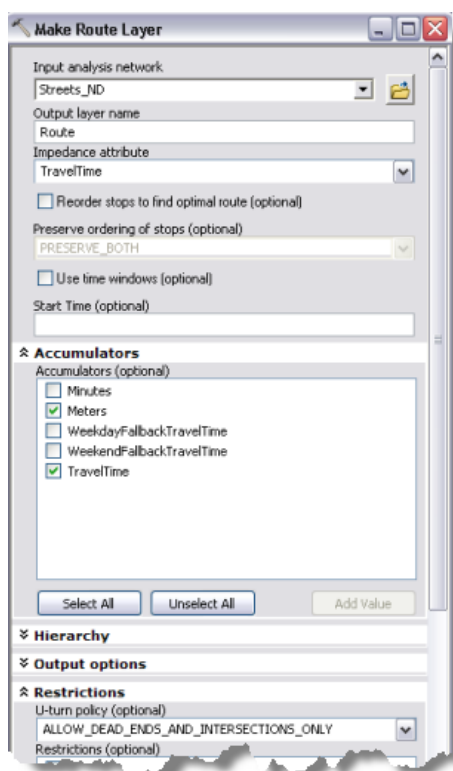 Make Route Layer
Input analysis network
Streets_ND
Output layer name
Route
Impedance attribute
TravelTime
Reorder stops to find optimal route (optional)
Preserve ordering of stops (optional)
PRESERVE_BOTH
Use time windows (optional)
Start Time (optional)
Accumulators
Accumulators (optional)
Minutes
Meters
WeekdayFallbackTravelTime
WeekendFallbackTravelTime
TravelTime
Select All Unselect All Add Value
Hierarchy
Output options
Restrictions
U-turn policy (optional)
ALLOW_DEAD_ENDS_AND_INTERSECTIONS_ONLY
Restrictions (optional)